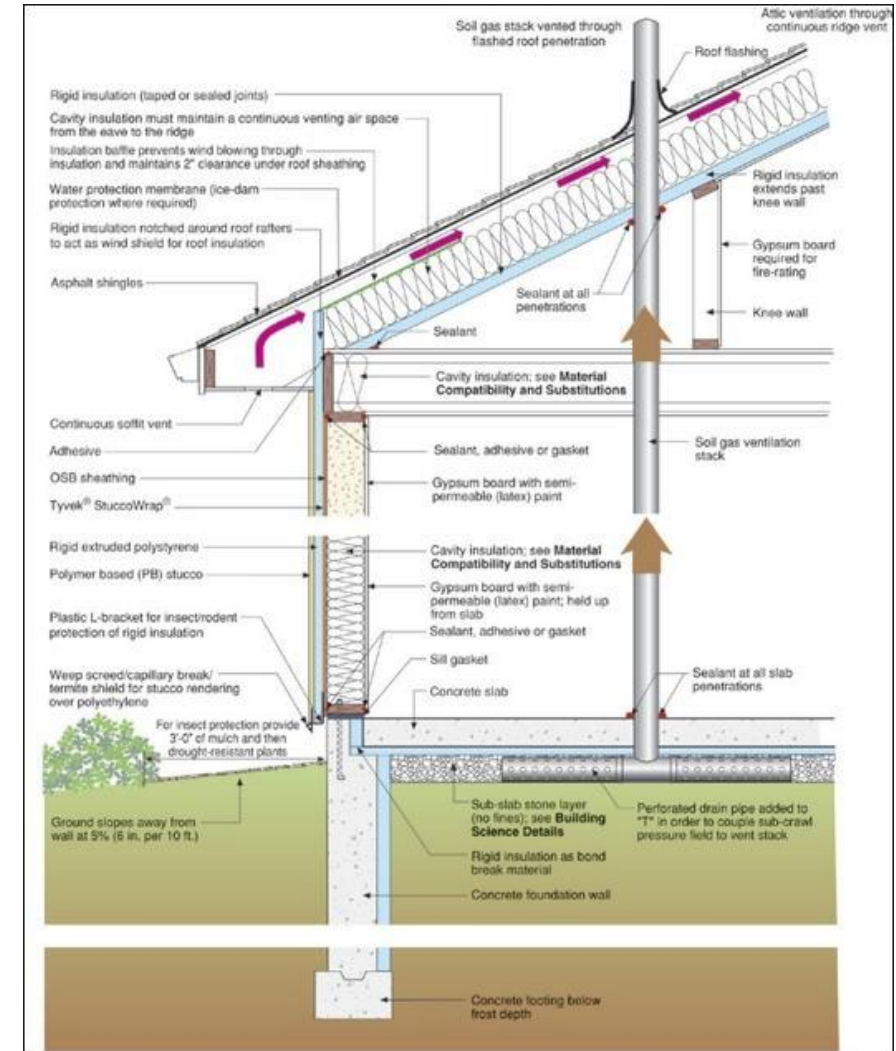 Soil gas stack vented through
flashed roof penetration
Attic ventilation through
continuous ridge vent
Roof flashing
Rigid insulation (taped or sealed joints)
Cavity insulation must maintain a continuous venting air space
from the eave to the ridge
Insulation baffle prevents wind blowing through
insulation and maintains 2" clearance under roof sheathing
Water protection membrane (ice-dam
protection where required)
Rigid insulation notched around roof rafters
to act as wind shield for roof insulation
Asphalt shingles
Rigid insulation
extends past
knee wall
Gypsum board
required for
fire-rating
Sealant at all
penetrations
Knee wall
Sealant
Cavity insulation; see Material
Compatibility and Substitutions
Continuous soffit vent
Adhesive
OSB sheathing
Tyvek® StuccoWrap®
Sealant, adhesive or gasket
Soil gas ventilation
stack
Gypsum board with semi-
permeable (latex) paint
Rigid extruded polystyrene
Polymer based (PB) stucco
Plastic L-bracket for insect/rodent
protection of rigid insulation
Weep screed/capillary break/
termite shield for stucco rendering
over polyethylene
Cavity insulation; see Material
Compatibility and Substitutions
Gypsum board with semi-
permeable (latex) paint; held up
from slab
Sealant, adhesive or gasket
Sill gasket
Concrete slab
Sealant at all slab
penetrations
For insect protection provide
3'-0" of mulch and then
drought-resistant plants
Ground slopes away from
wall at 5% (6 in. per 10 ft.)
Sub-slab stone layer
(no fines); see Building
Science Details
Perforated drain pipe added to
"T" in order to couple sub-crawl
pressure field to vent stack
Rigid insulation as bond
break material
Concrete foundation wall
Concrete footing below
frost depth